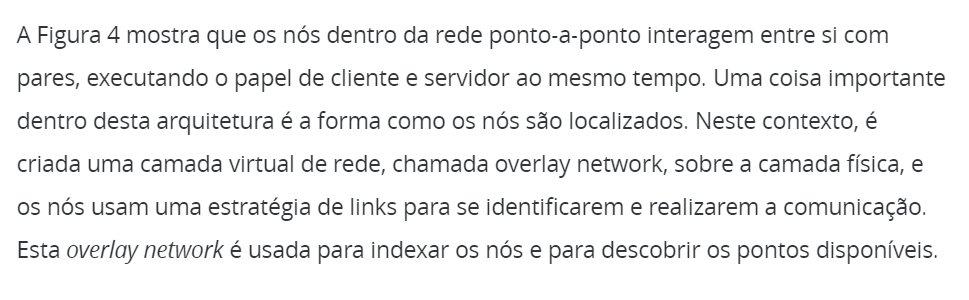 A Figura 4 mostra que os nós dentro da rede ponto-a-ponto interagem entre si com
pares, executando o papel de cliente e servidor ao mesmo tempo. Uma coisa importante
dentro desta arquitetura é a forma como os nós são localizados. Neste contexto, é
criada uma camada virtual de rede, chamada overlay network, sobre a camada física, e
os nós usam uma estratégia de links para se identificarem e realizarem a comunicação.
Esta overlay network é usada para indexar os nós e para descobrir os pontos disponíveis.